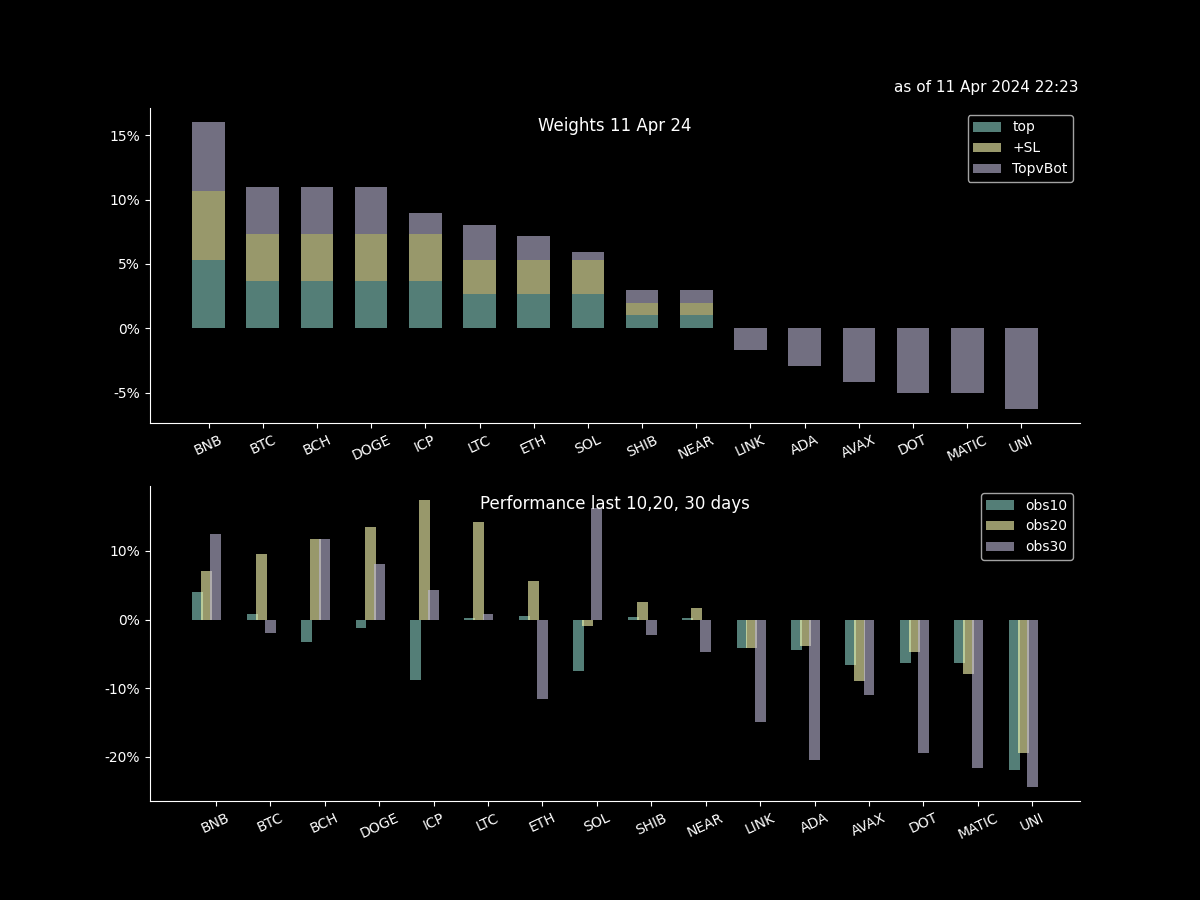 as of 11 Apr 2024 22:23
Weights 11 Apr 24
top
+SL
TopvBot
15%
10%
5%
0%
-5%
BNB BTC BCH DOGE ICP LTC ETH SOL SHIB NEAR LINK ADA AVAX DOT MATIC UNI
Performance last 10,20, 30 days
obs10
obs20
obs30
10%
0%
-10%
-20%
BNB BTC BCH DOGE ICP LTC ETH SOL SHIB NEAR LINK ADA AVAX DOT MATIC UNI